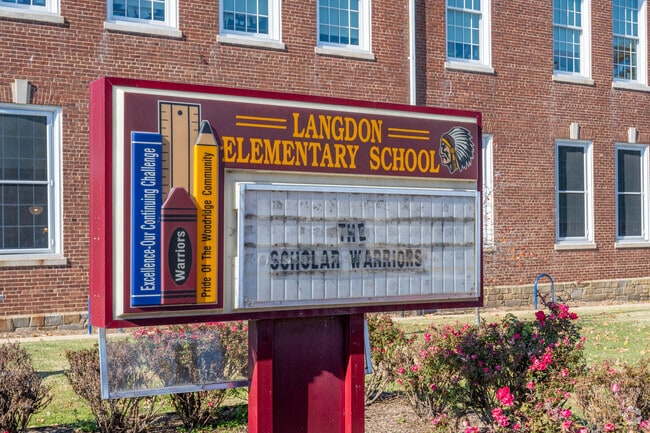 LANGDON
ELEMENTARY SCHOOL
Excellence-Our Continuing Challenge
Warriors
Pride Of The Woodridge Community
THE
SCHOLAR WARRIORS